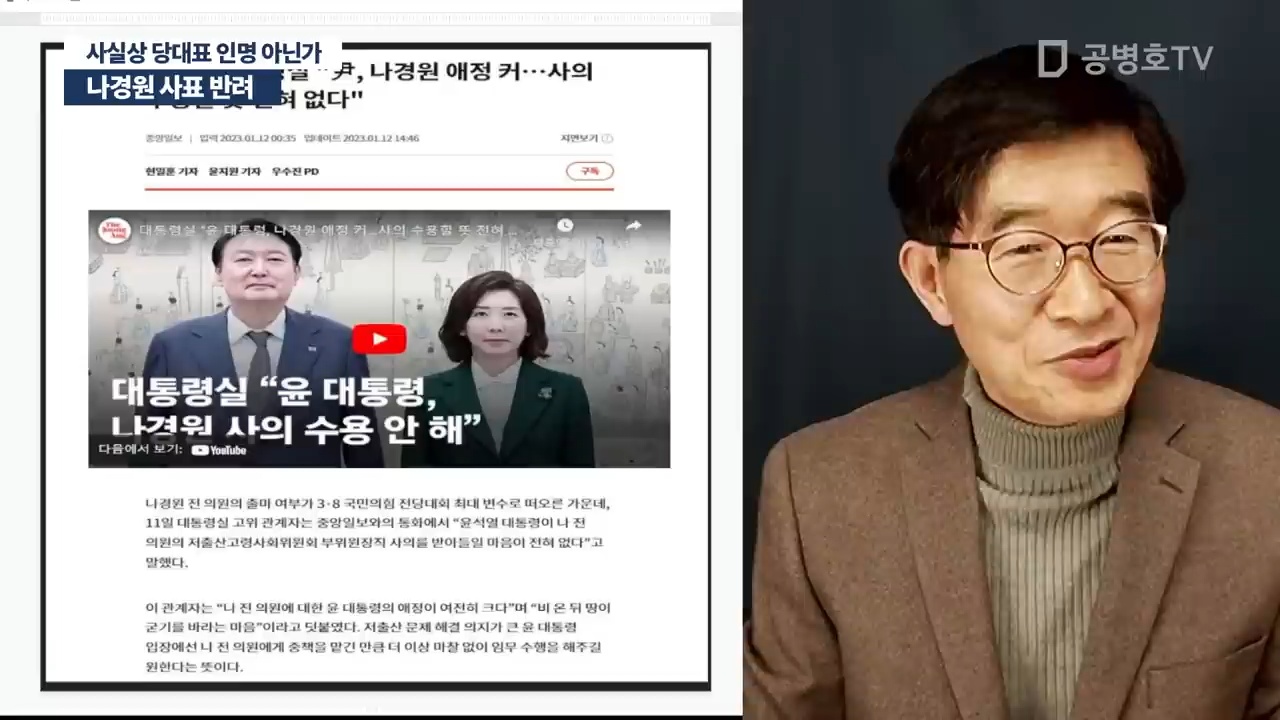 사실상 당대표 인명 아닌가
나경원 사표 반려
尹, 나경원 애정 커…사의
없다"
공병호TV
중앙일보 | 입력 2023.01.12 00:35 업데이트 2023.01.12 14:46
지면보기
현일훈 기자 윤지원 기자 우수진 PD
구독
대통령실 “윤 대통령, 나경원 애정 커...사의 수용할 뜻 전혀 ...
대통령실 “윤 대통령,
나경원 사의 수용 안 해”
다음에서 보기: YouTube
나경원 전 의원의 출마 여부가 3·8 국민의힘 전당대회 최대 변수로 떠오른 가운데,
11일 대통령실 고위 관계자는 중앙일보와의 통화에서 “윤석열 대통령이 나 전
의원의 저출산고령사회위원회 부위원장직 사의를 받아들일 마음이 전혀 없다”고
말했다.
이 관계자는 “나 전 의원에 대한 윤 대통령의 애정이 여전히 크다”며 “비 온 뒤 땅이
굳기를 바라는 마음”이라고 덧붙였다. 저출산 문제 해결 의지가 큰 윤 대통령
입장에선 나 전 의원에게 중책을 맡긴 만큼 더 이상 마찰 없이 임무 수행을 해주길
원한다는 뜻이다.